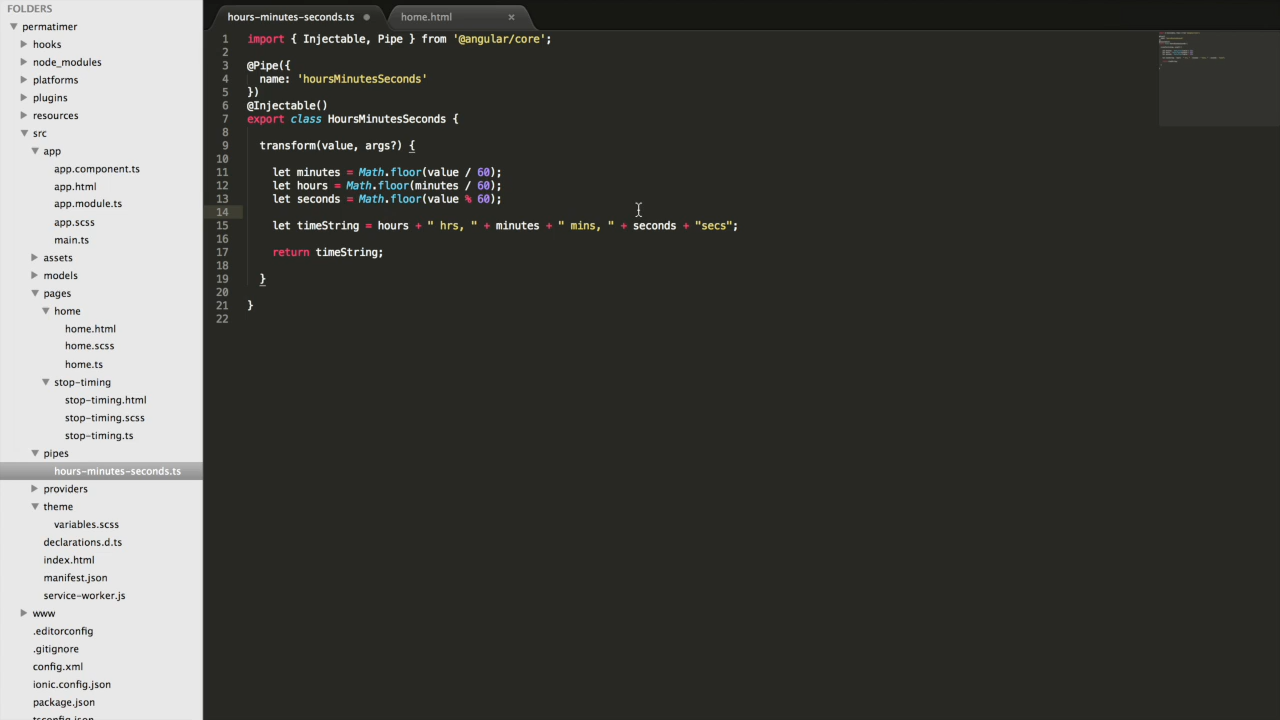 FOLDERS
permatimer
hooks
node_modules
platforms
plugins
resources
src
app
app.component.ts
app.html
app.module.ts
app.scss
main.ts
assets
models
pages
home
home.html
home.scss
home.ts
stop-timing
stop-timing.html
stop-timing.scss
stop-timing.ts
pipes
hours-minutes-seconds.ts
providers
theme
variables.scss
declarations.d.ts
index.html
manifest.json
service-worker.js
www
.editorconfig
.gitignore
config.xml
ionic.config.json
package.json
tsconfig.json
hours-minutes-seconds.ts
home.html
1 import { Injectable, Pipe } from '@angular/core';
2
3 @Pipe({
4 name: 'hoursMinutesSeconds'
5 })
6 @Injectable()
7 export class HoursMinutesSeconds {
8
9 transform(value, args?) {
10
11 let minutes = Math.floor(value / 60);
12 let hours = Math.floor(minutes / 60);
13 let seconds = Math.floor(value % 60);
14
15 let timeString = hours + " hrs, " + minutes + " mins, " + seconds + "secs";
16
17 return timeString;
18
19 }
20
21 }
22